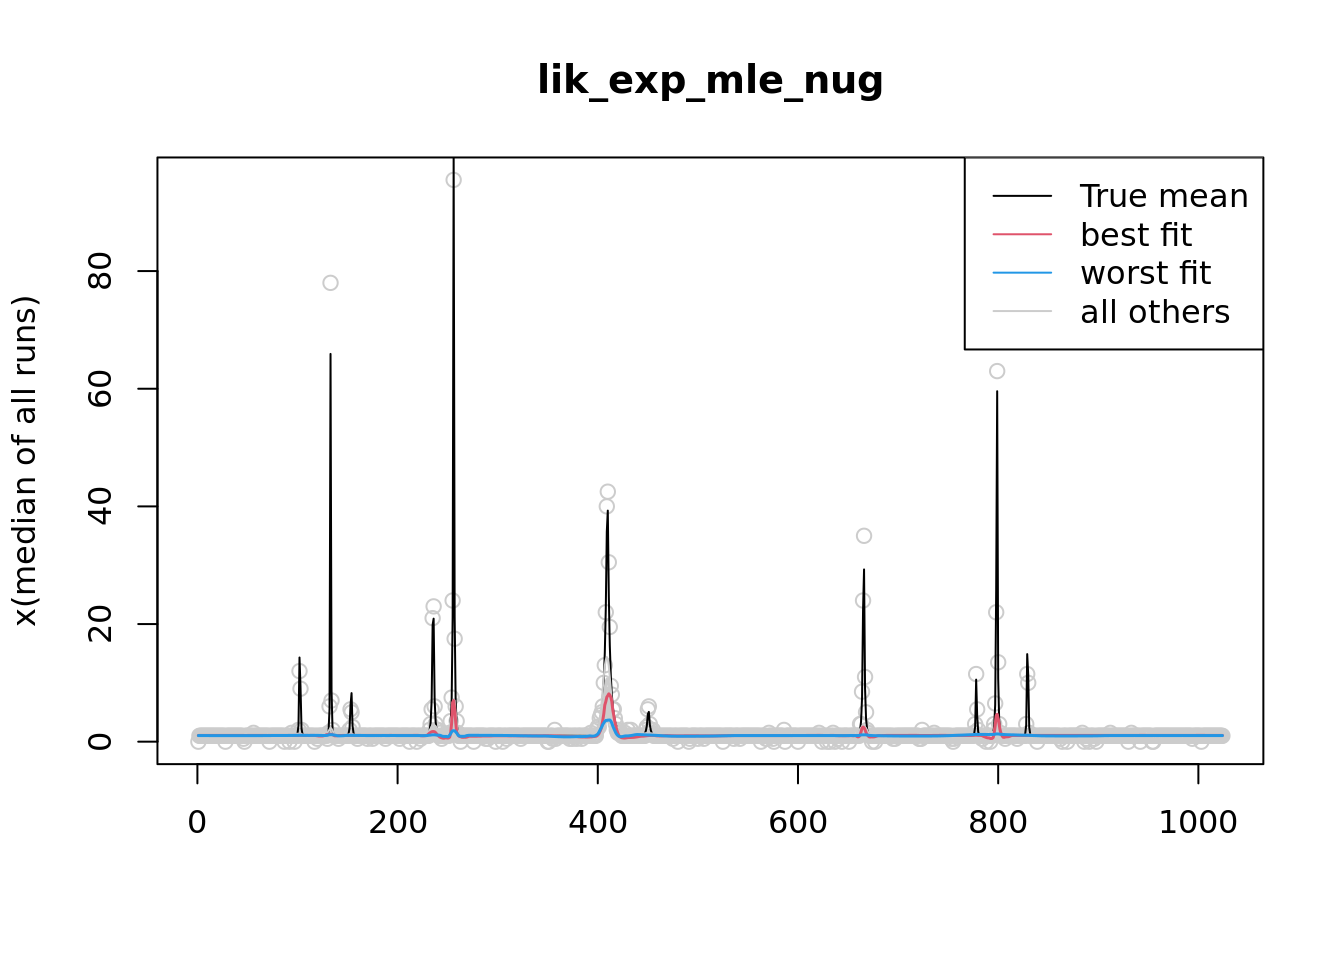 lik_exp_mle_nug
True mean
best fit
worst fit
all others
x(median of all runs)
80
60
40
20
0
0 200 400 600 800 1000